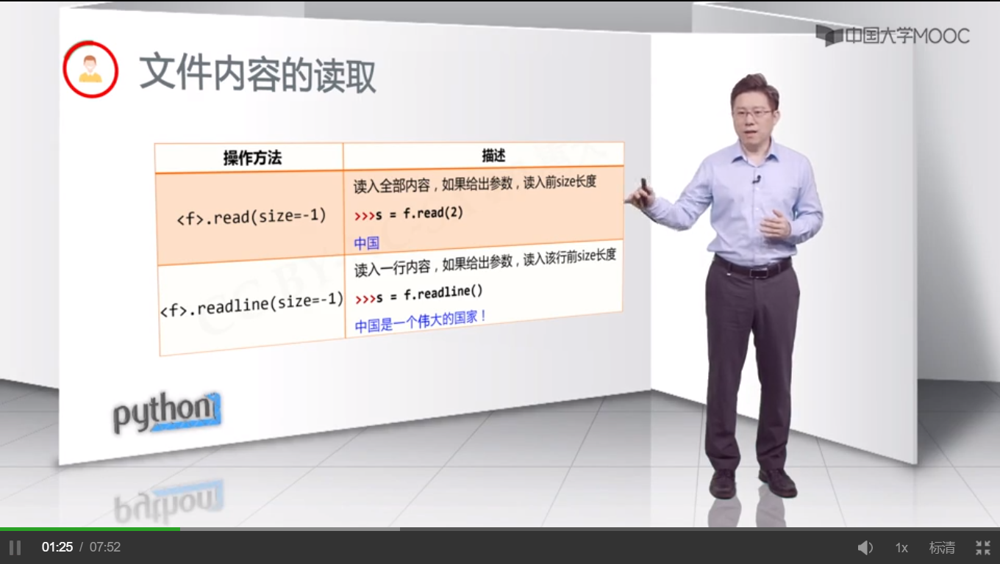 中国大学MOOC
文件内容的读取
操作方法
描述
<f>.read(size=-1)
读入全部内容，如果给出参数，读入前size长度
>>>s = f.read(2)
中国
<f>.readline(size=-1)
读入一行内容，如果给出参数，读入该行前size长度
>>>s = f.readline()
中国是一个伟大的国家！
python
01:25 / 07:52
1x
标清